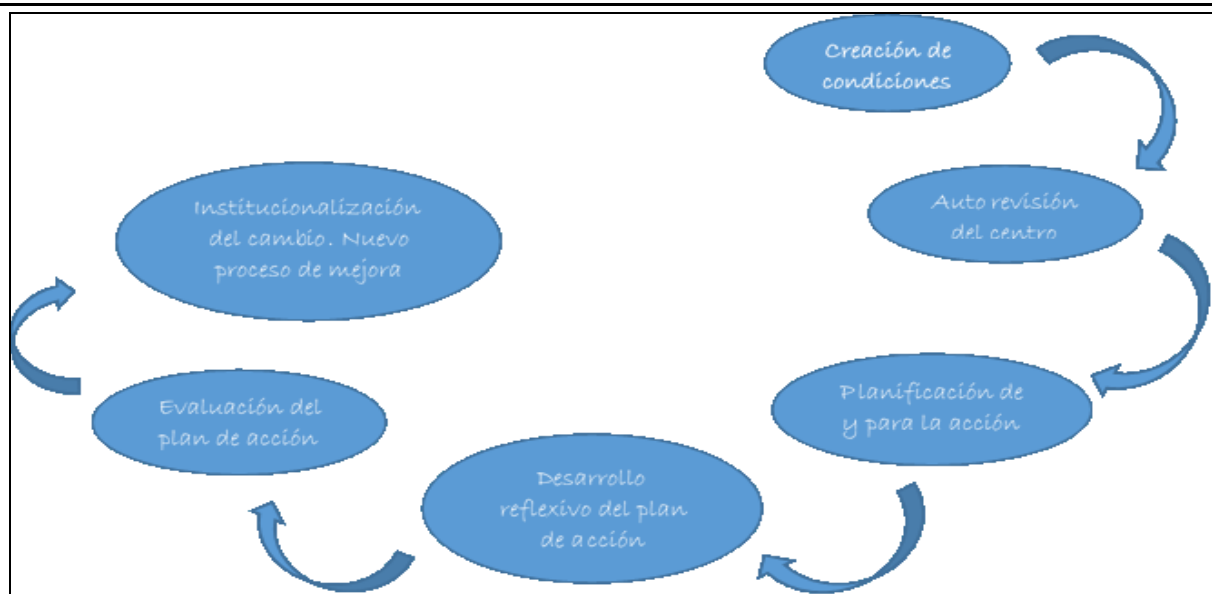 Creación de
condiciones
Auto revisión
del centro
Planificación de
y para la acción
Desarrollo
reflexivo del plan
de acción
Evaluación del
plan de acción
Institucionalización
del cambio. Nuevo
proceso de mejora